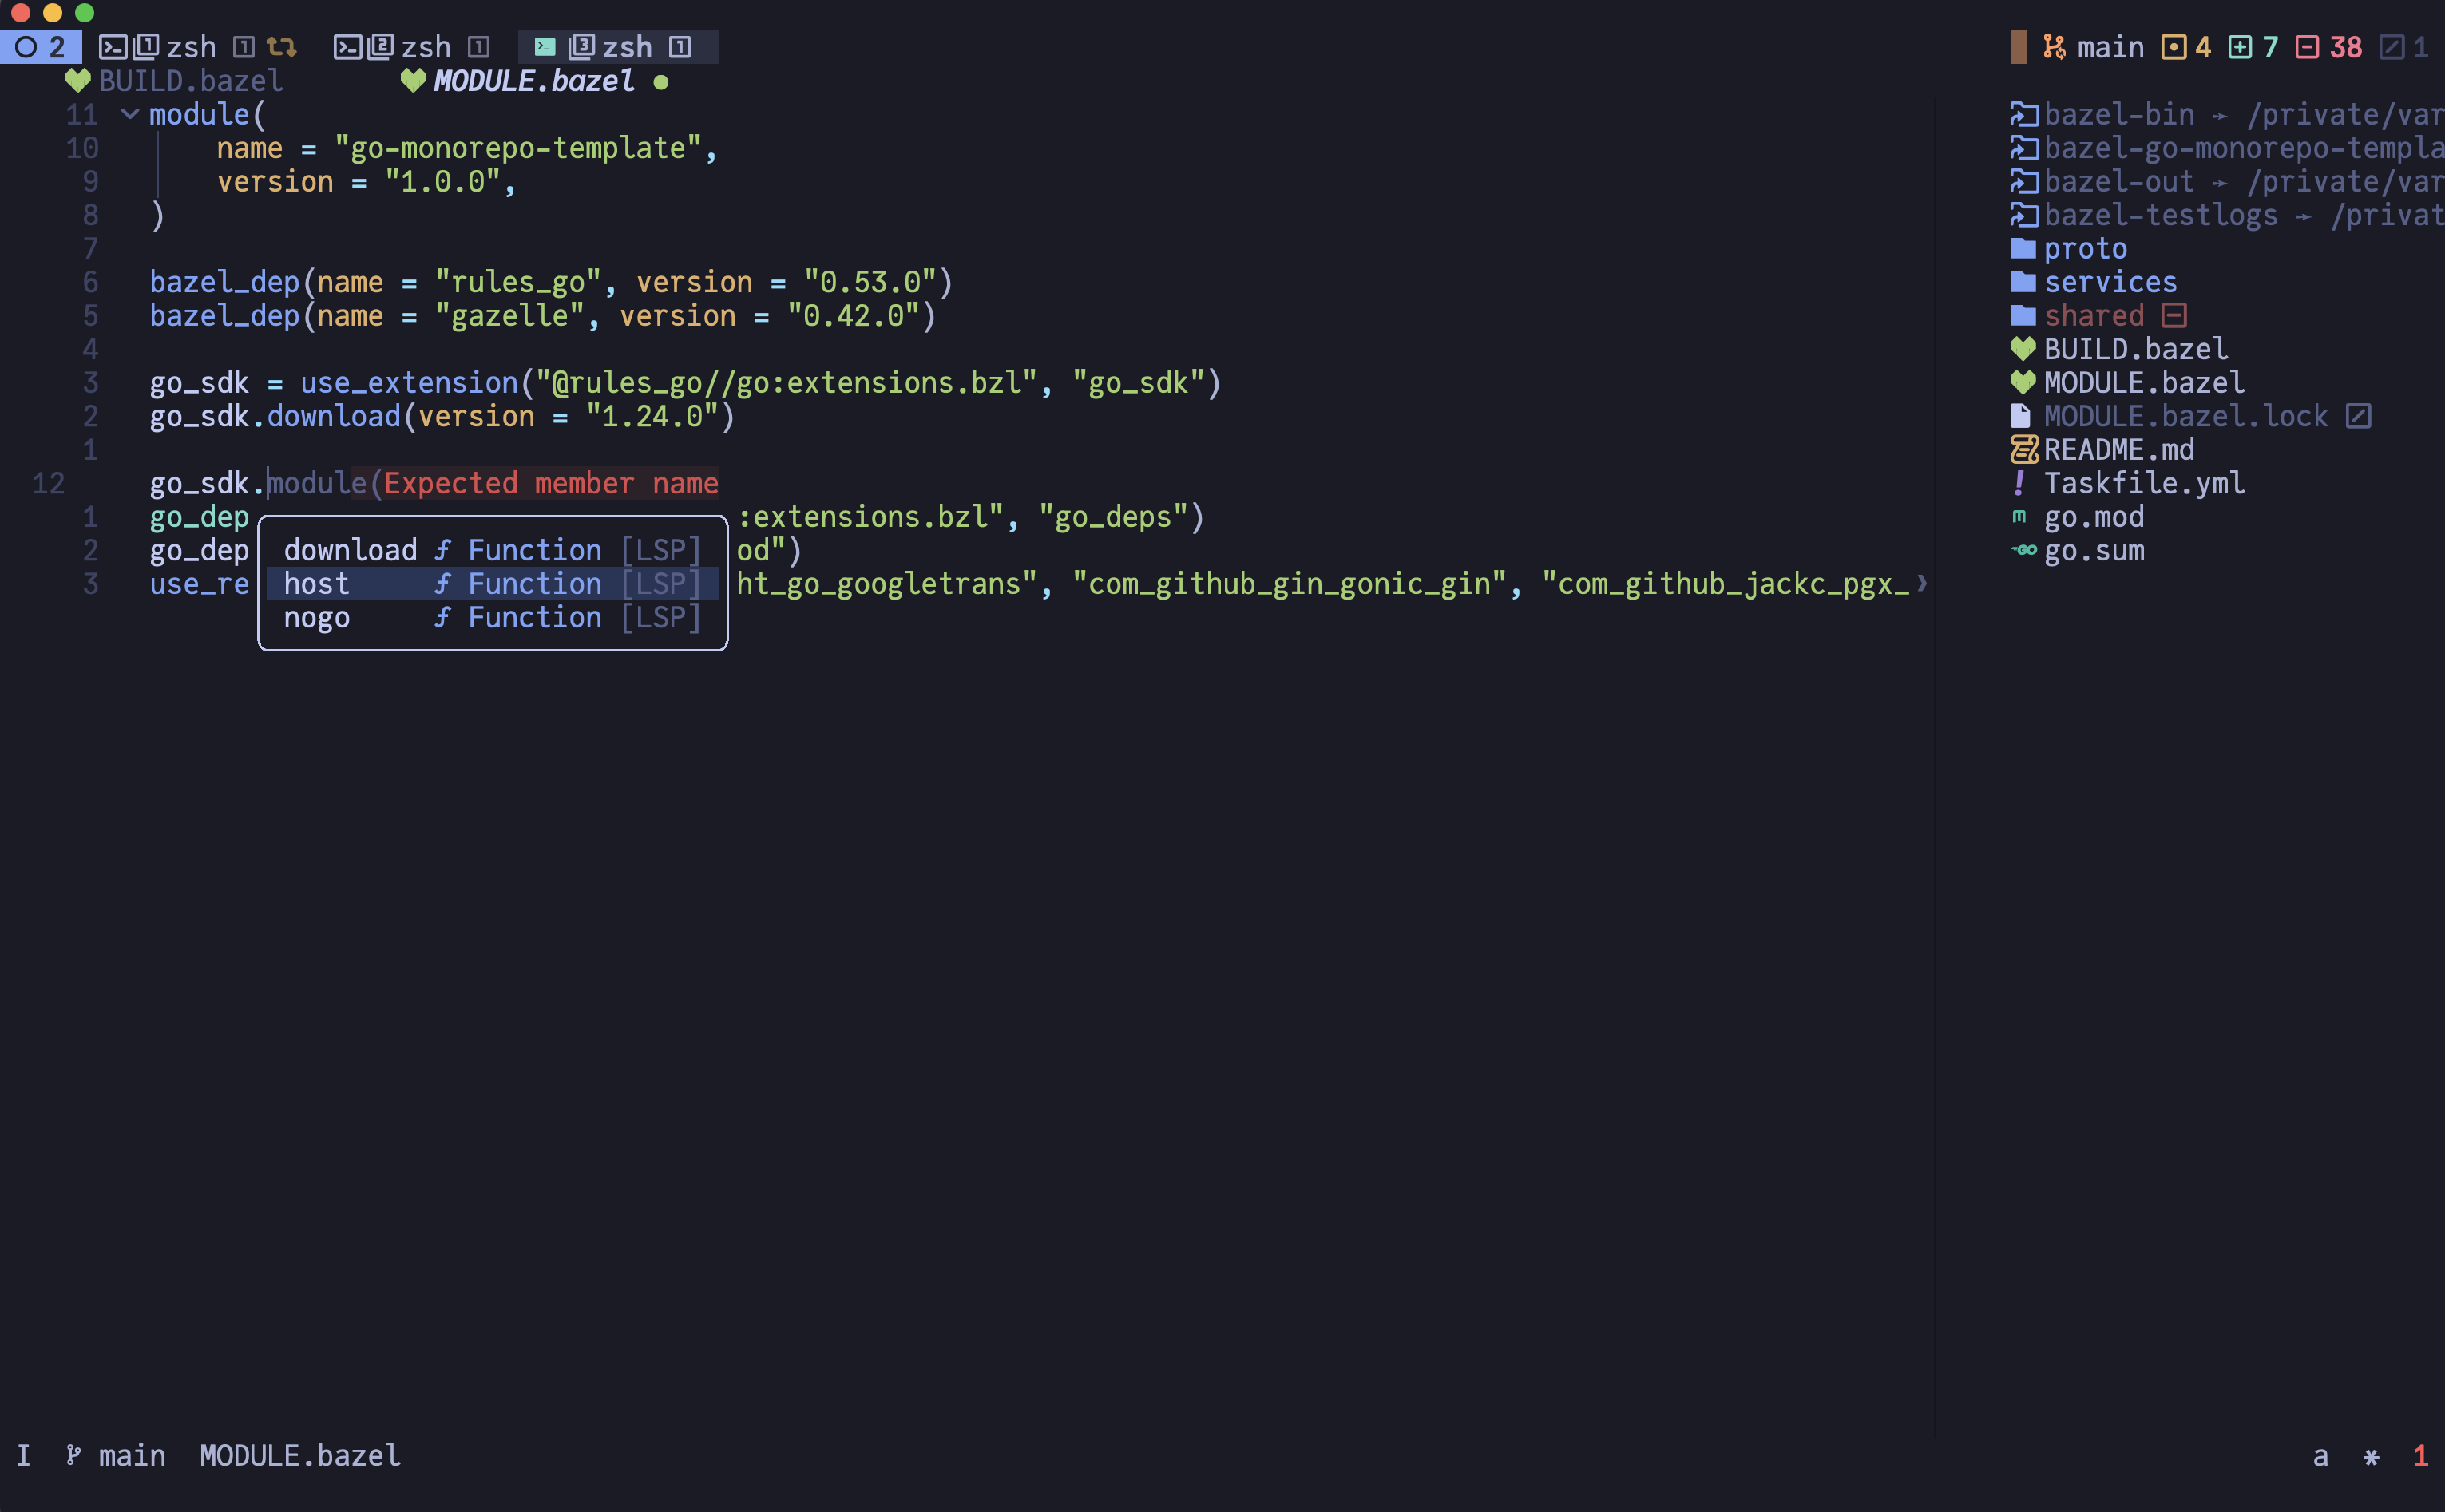 2 1 zsh 1 2 zsh 1 3 zsh 1 main 4 7 38 1
BUILD.bazel MODULE.bazel
11 module(
10 name = "go-monorepo-template",
9 version = "1.0.0",
8 )
7
6 bazel_dep(name = "rules_go", version = "0.53.0")
5 bazel_dep(name = "gazelle", version = "0.42.0")
4
3 go_sdk = use_extension("@rules_go//go:extensions.bzl", "go_sdk")
2 go_sdk.download(version = "1.24.0")
1
12 go_sdk.module(Expected member name
1 go_dep :extensions.bzl", "go_deps")
2 go_dep od")
3 use_re ht_go_googletrans", "com_github_gin_gonic_gin", "com_github_jackc_pgx_
download ƒ Function [LSP]
host ƒ Function [LSP]
nogo ƒ Function [LSP]
bazel-bin → /private/var
bazel-go-monorepo-templa
bazel-out → /private/var
bazel-testlogs → /privat
proto
services
shared
BUILD.bazel
MODULE.bazel
MODULE.bazel.lock
README.md
! Taskfile.yml
m go.mod
GO go.sum
I main MODULE.bazel a * 1